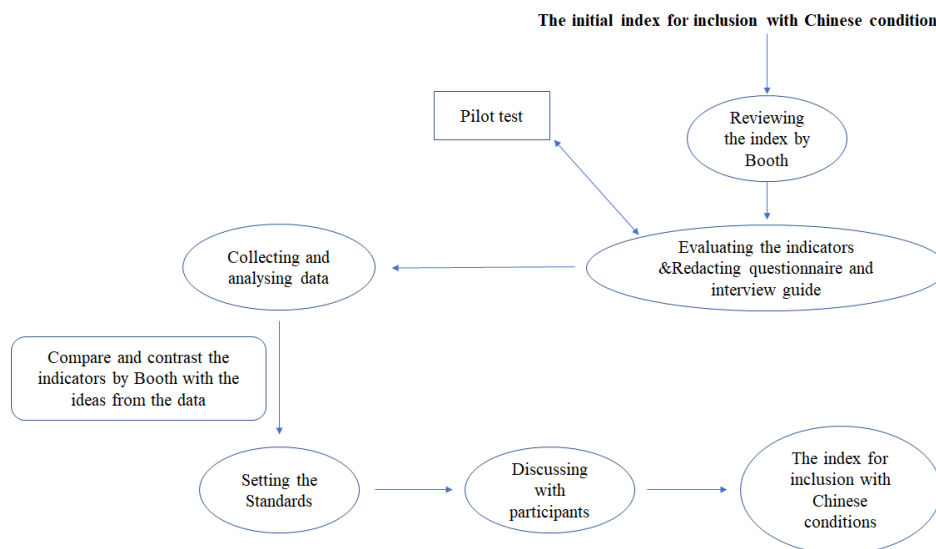 The initial index for inclusion with Chinese condition
Pilot test
Reviewing
the index by
Booth
Evaluating the indicators
&Redacting questionnaire and
interview guide
Collecting and
analysing data
Compare and contrast the
indicators by Booth with the
ideas from the data
Setting the
Standards
Discussing
with
participants
The index for
inclusion with
Chinese
conditions